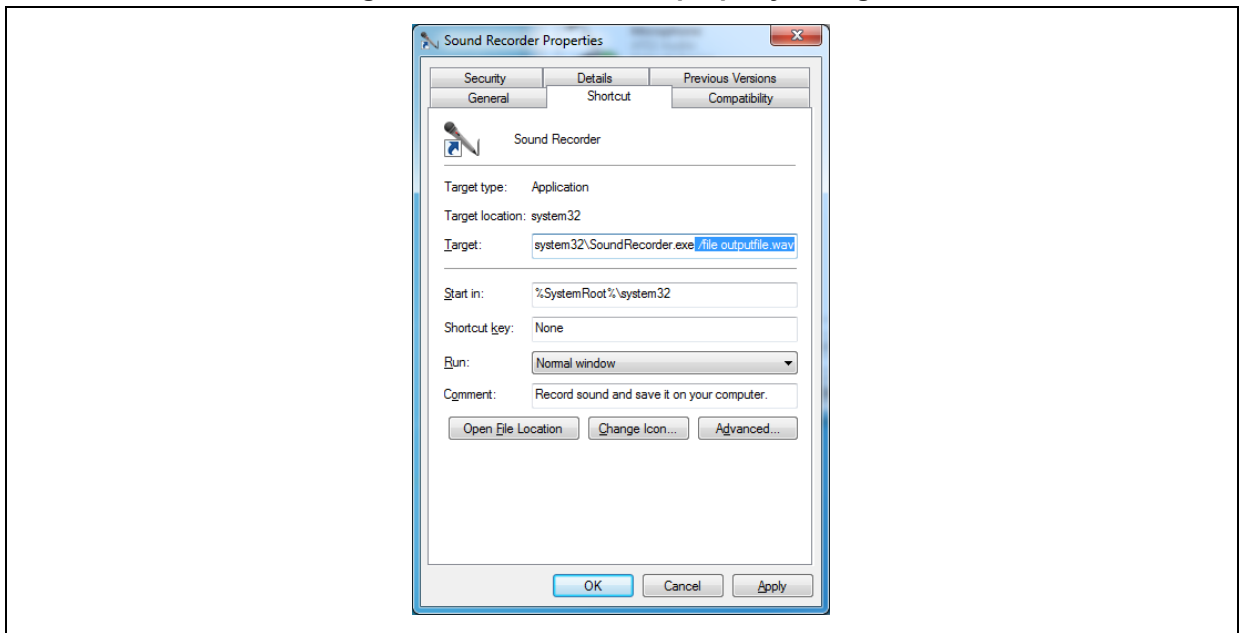 Sound Recorder Properties
Security Details Previous Versions
General Shortcut Compatibility
Sound Recorder
Target type: Application
Target location: system32
Target: system32\SoundRecorder.exe /file outputfile.wav
Start in: %SystemRoot%\system32
Shortcut key: None
Run: Normal window
Comment: Record sound and save it on your computer.
Open File Location Change Icon... Advanced...
OK Cancel Apply